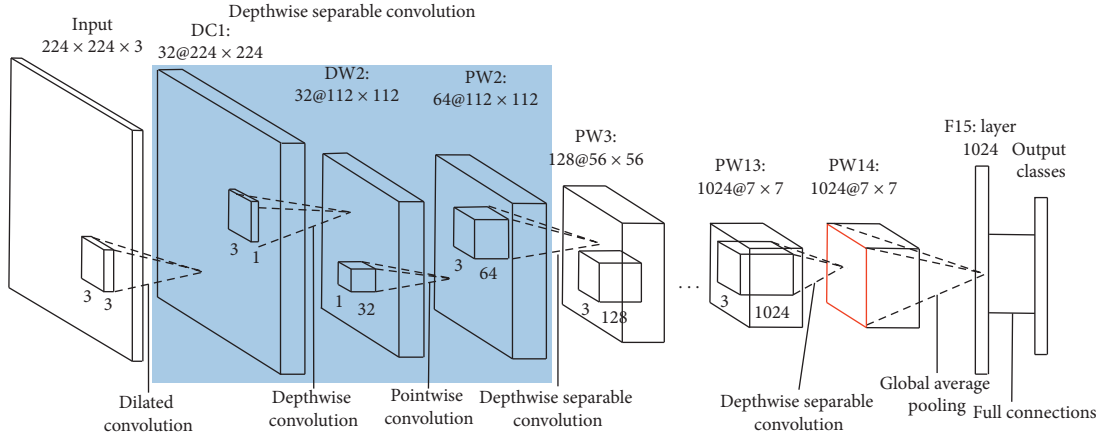 Depthwise separable convolution
Input
224 × 224 × 3
DC1:
32@224 × 224
DW2:
32@112 × 112
PW2:
64@112 × 112
PW3:
128@56 × 56
PW13:
1024@7 × 7
PW14:
1024@7 × 7
F15: layer
1024
Output
classes
3
3
3
1
1
32
3
64
3
128
...
3
1024
Dilated
convolution
Depthwise
convolution
Pointwise
convolution
Depthwise separable
convolution
Depthwise separable
convolution
Global average
pooling
Full connections